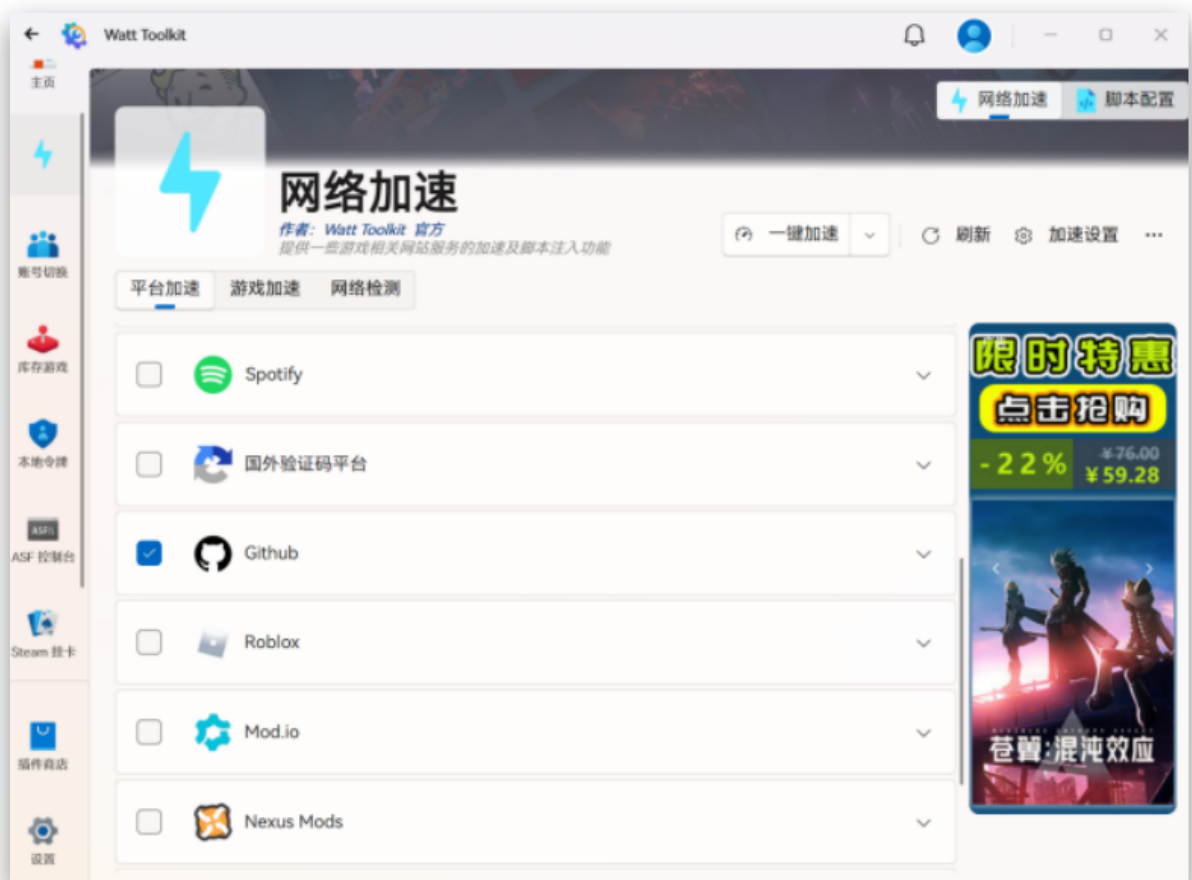 Watt Toolkit
主页
网络加速
脚本配置
网络加速
作者：Watt Toolkit 官方
提供一些游戏相关网站服务的加速及脚本注入功能
一键加速
刷新
加速设置
平台加速
游戏加速
网络检测
账号切换
库存游戏
本地令牌
ASF
ASF 控制台
Steam 挂卡
插件商店
设置
Spotify
国外验证码平台
Github
Roblox
Mod.io
Nexus Mods
限时特惠
点击抢购
-22%
¥76.00
¥59.28
苍翼:混沌效应